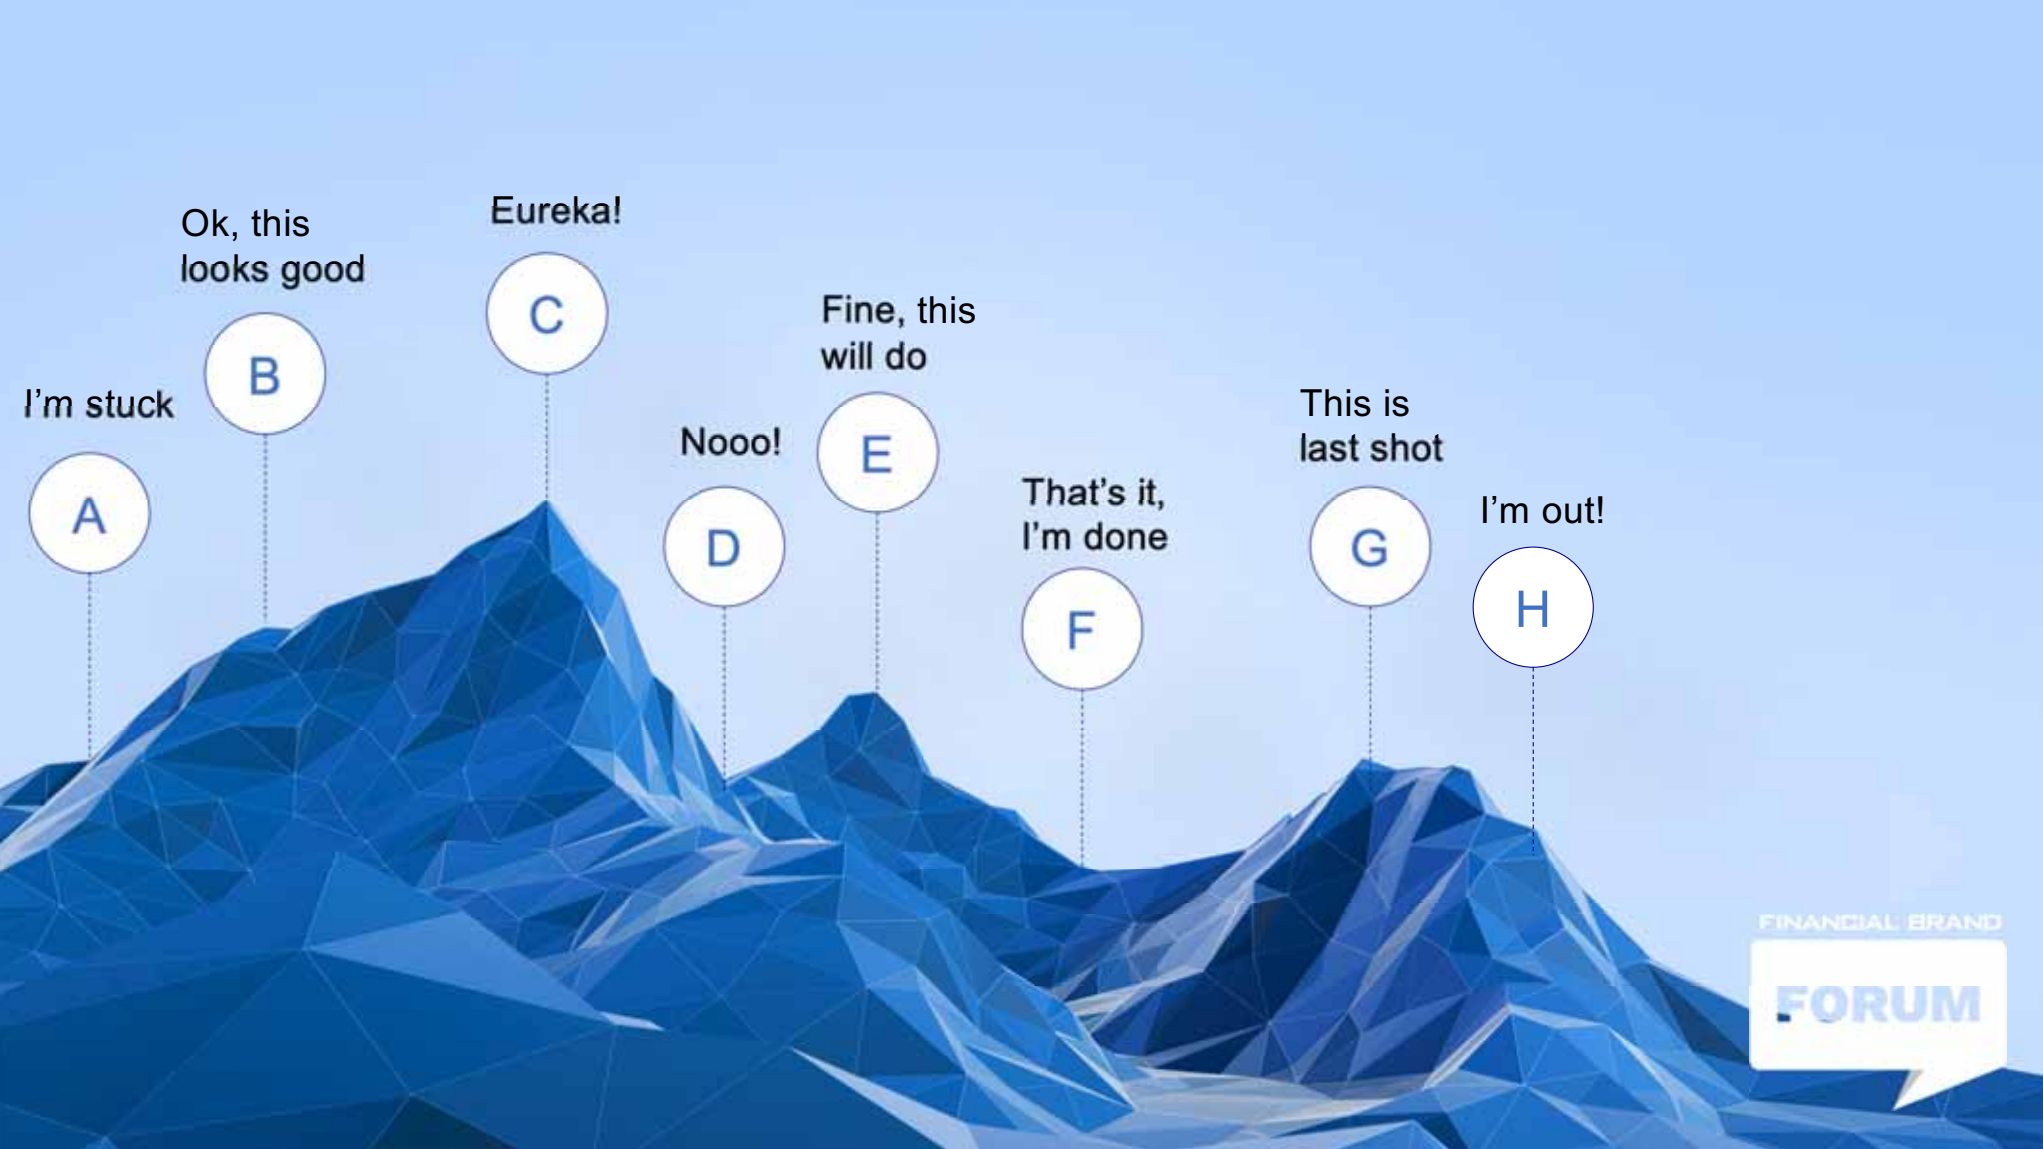 I’m stuck
A
Ok, this
looks good
B
Eureka!
C
Nooo!
D
Fine, this
will do
E
That’s it,
I’m done
F
This is
last shot
G
I’m out!
H
FINANCIAL BRAND
FORUM